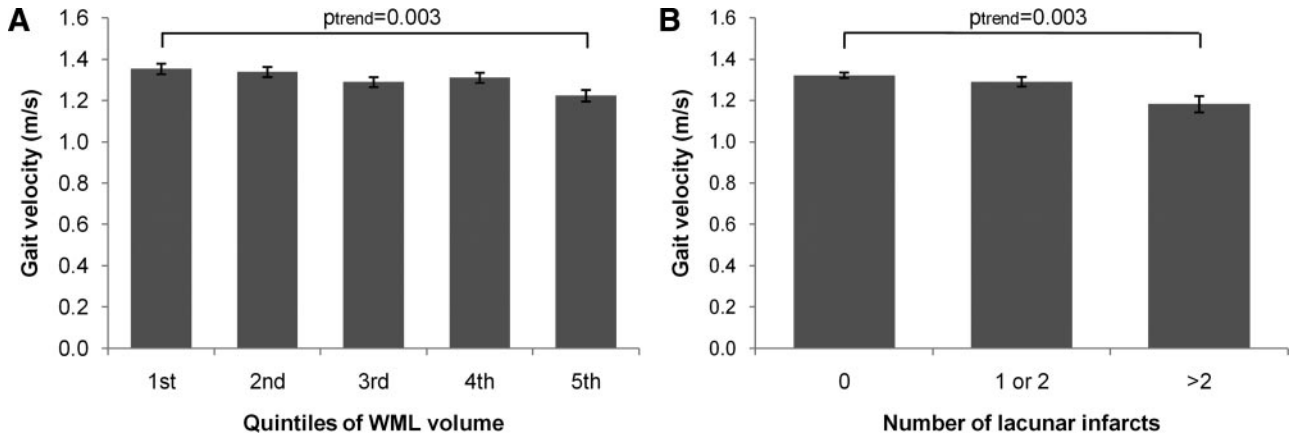 A
ptrend=0.003
Gait velocity (m/s)
1.6
1.4
1.2
1.0
0.8
0.6
0.4
0.2
0.0
1st 2nd 3rd 4th 5th
Quintiles of WML volume
B
ptrend=0.003
Gait velocity (m/s)
1.6
1.4
1.2
1.0
0.8
0.6
0.4
0.2
0.0
0 1 or 2 >2
Number of lacunar infarcts